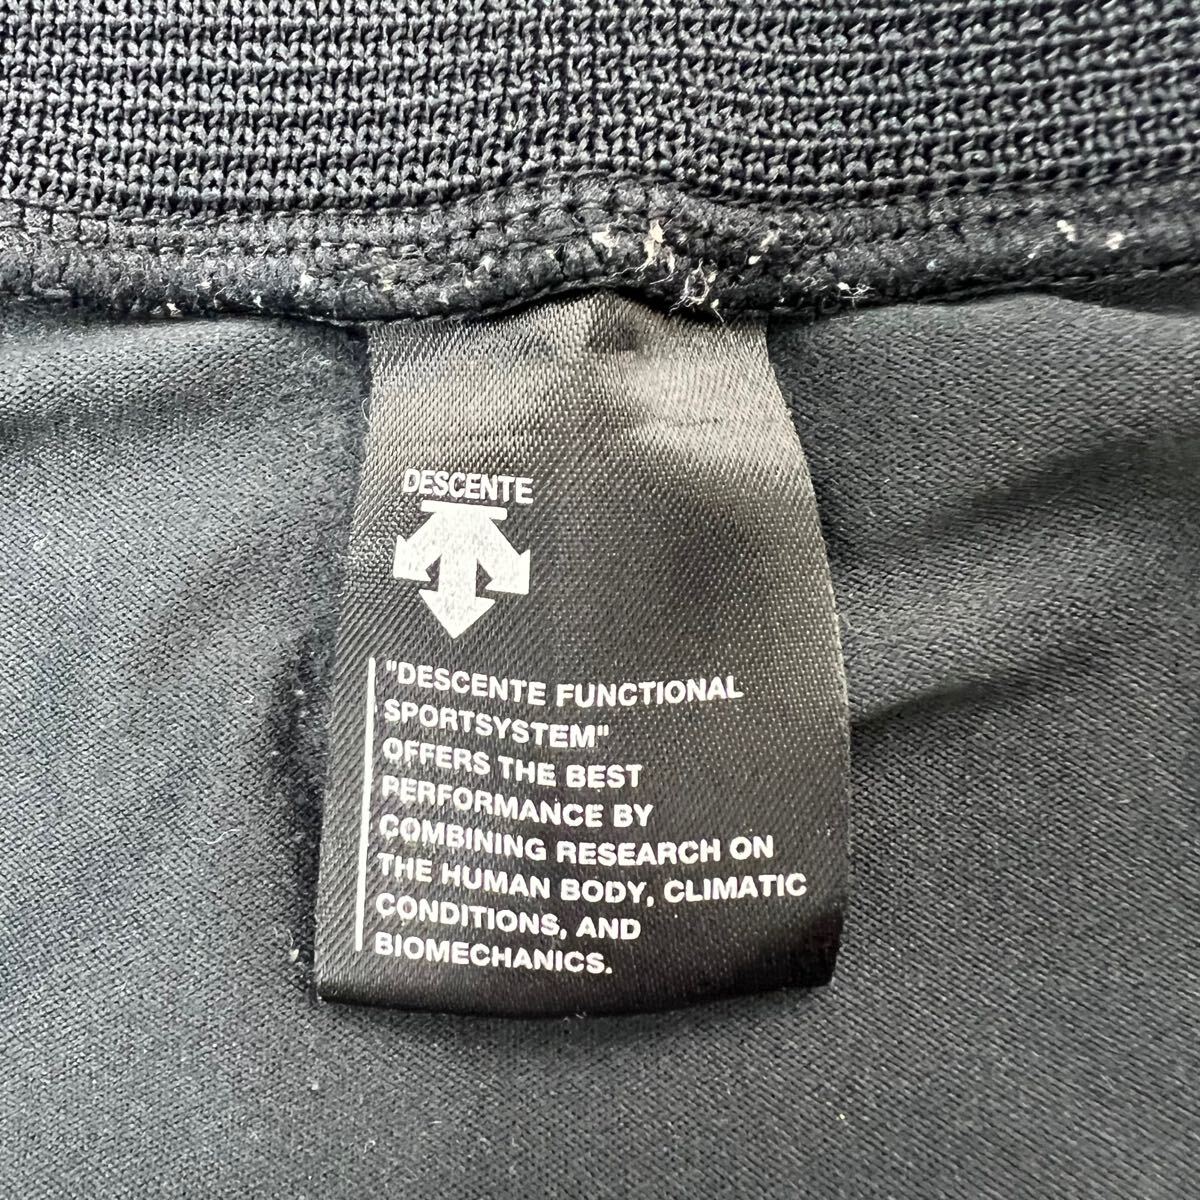 DESCENTE
"DESCENTE FUNCTIONAL
SPORTSYSTEM"
OFFERS THE BEST
PERFORMANCE BY
COMBINING RESEARCH ON
THE HUMAN BODY, CLIMATIC
CONDITIONS, AND
BIOMECHANICS.